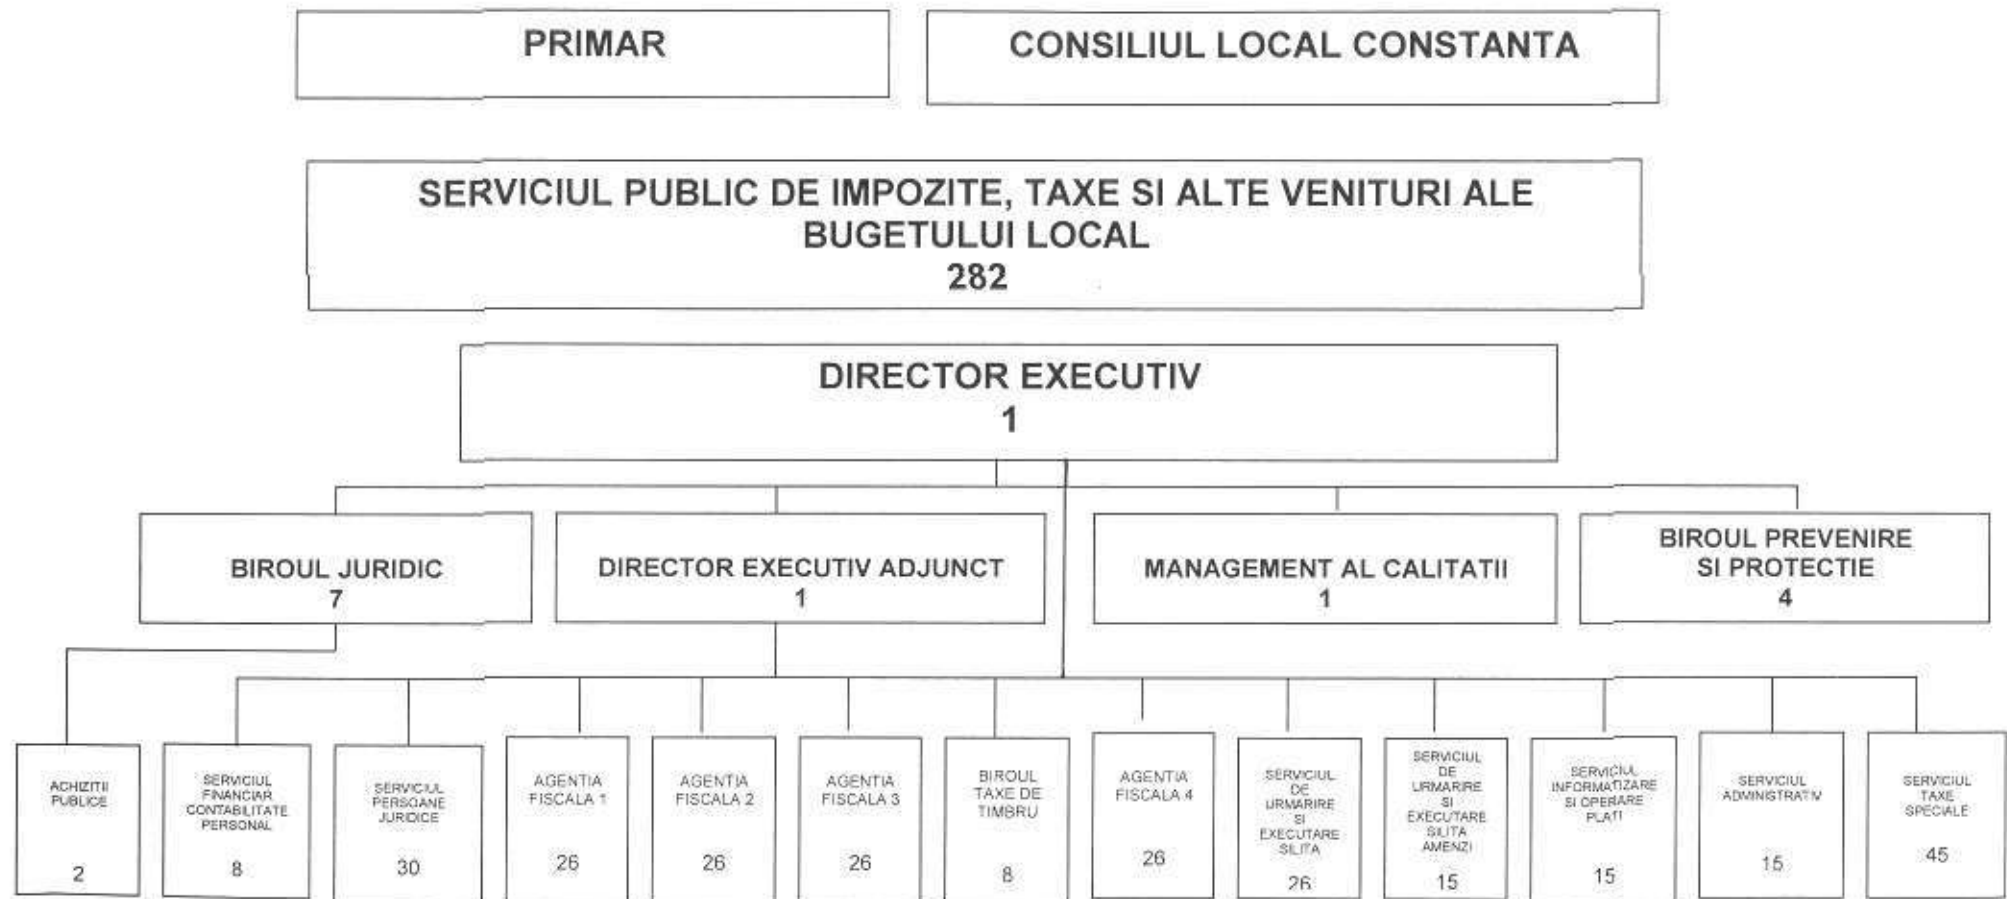 PRIMAR
CONSILIUL LOCAL CONSTANTA
SERVICIUL PUBLIC DE IMPOZITE, TAXE SI ALTE VENITURI ALE
BUGETULUI LOCAL
282
DIRECTOR EXECUTIV
1
BIROUL JURIDIC
7
DIRECTOR EXECUTIV ADJUNCT
1
MANAGEMENT AL CALITATII
1
BIROUL PREVENIRE
SI PROTECTIE
4
ACHIZITII
PUBLICE
2
SERVICIUL
FINANCIAR
CONTABILITATE
PERSONAL
8
SERVICIUL
PERSOANE
JURIDICE
30
AGENTIA
FISCALA 1
26
AGENTIA
FISCALA 2
26
AGENTIA
FISCALA 3
26
BIROUL
TAXE DE
TIMBRU
8
AGENTIA
FISCALA 4
26
SERVICIUL
DE
URMARIRE
SI
EXECUTARE
SILITA
26
SERVICIUL
DE
URMARIRE
SI
EXECUTARE
SILITA
AMENZI
15
SERVICIUL
INFORMATIZARE
SI OPERARE
PLATI
15
SERVICIUL
ADMINISTRATIV
15
SERVICIUL
TAXE
SPECIALE
45